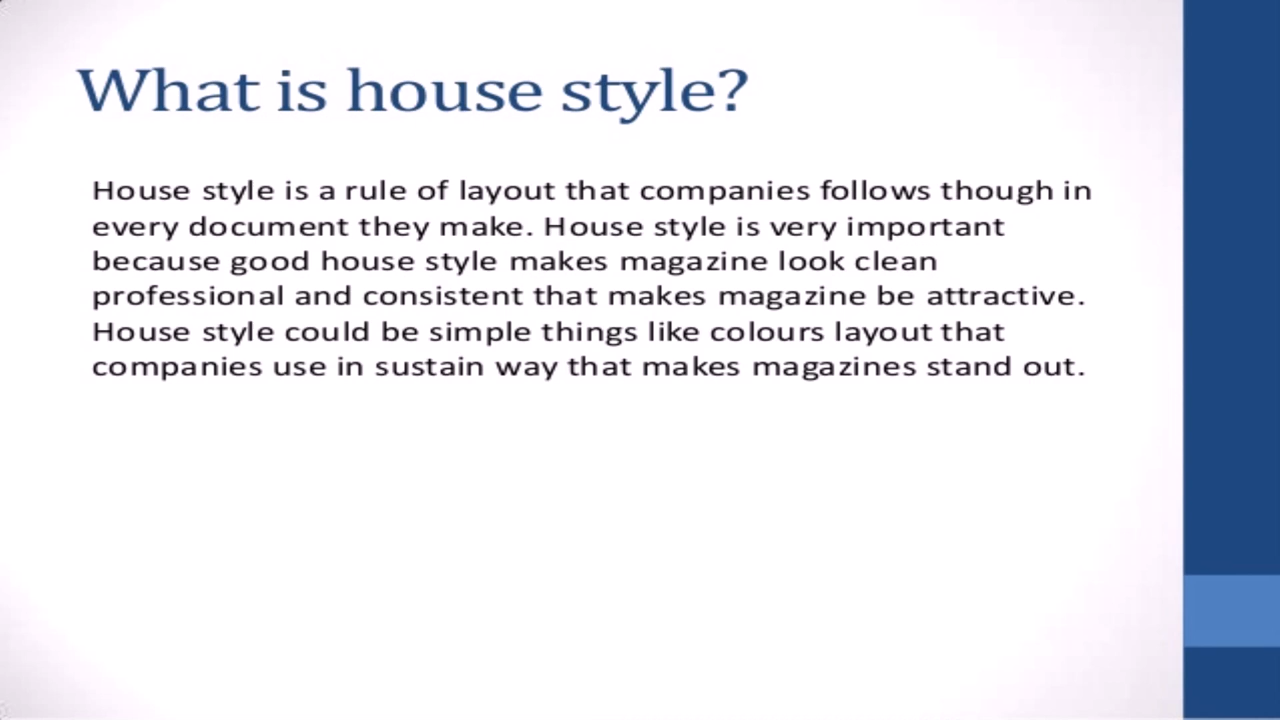 What is house style?
House style is a rule of layout that companies follows though in
every document they make. House style is very important
because good house style makes magazine look clean
professional and consistent that makes magazine be attractive.
House style could be simple things like colours layout that
companies use in sustain way that makes magazines stand out.